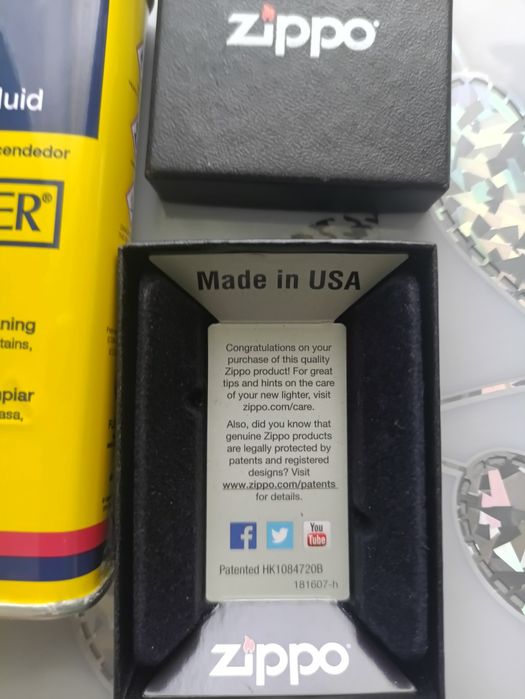 zippo
luid
cendedor
ER®
ning
tains,
piar
asa,
Made in USA
Congratulations on your
purchase of this quality
Zippo product! For great
tips and hints on the care
of your new lighter, visit
zippo.com/care.
Also, did you know that
genuine Zippo products
are legally protected by
patents and registered
designs? Visit
www.zippo.com/patents
for details.
f
You
Tube
Patented HK1084720B
181607-h
zippo